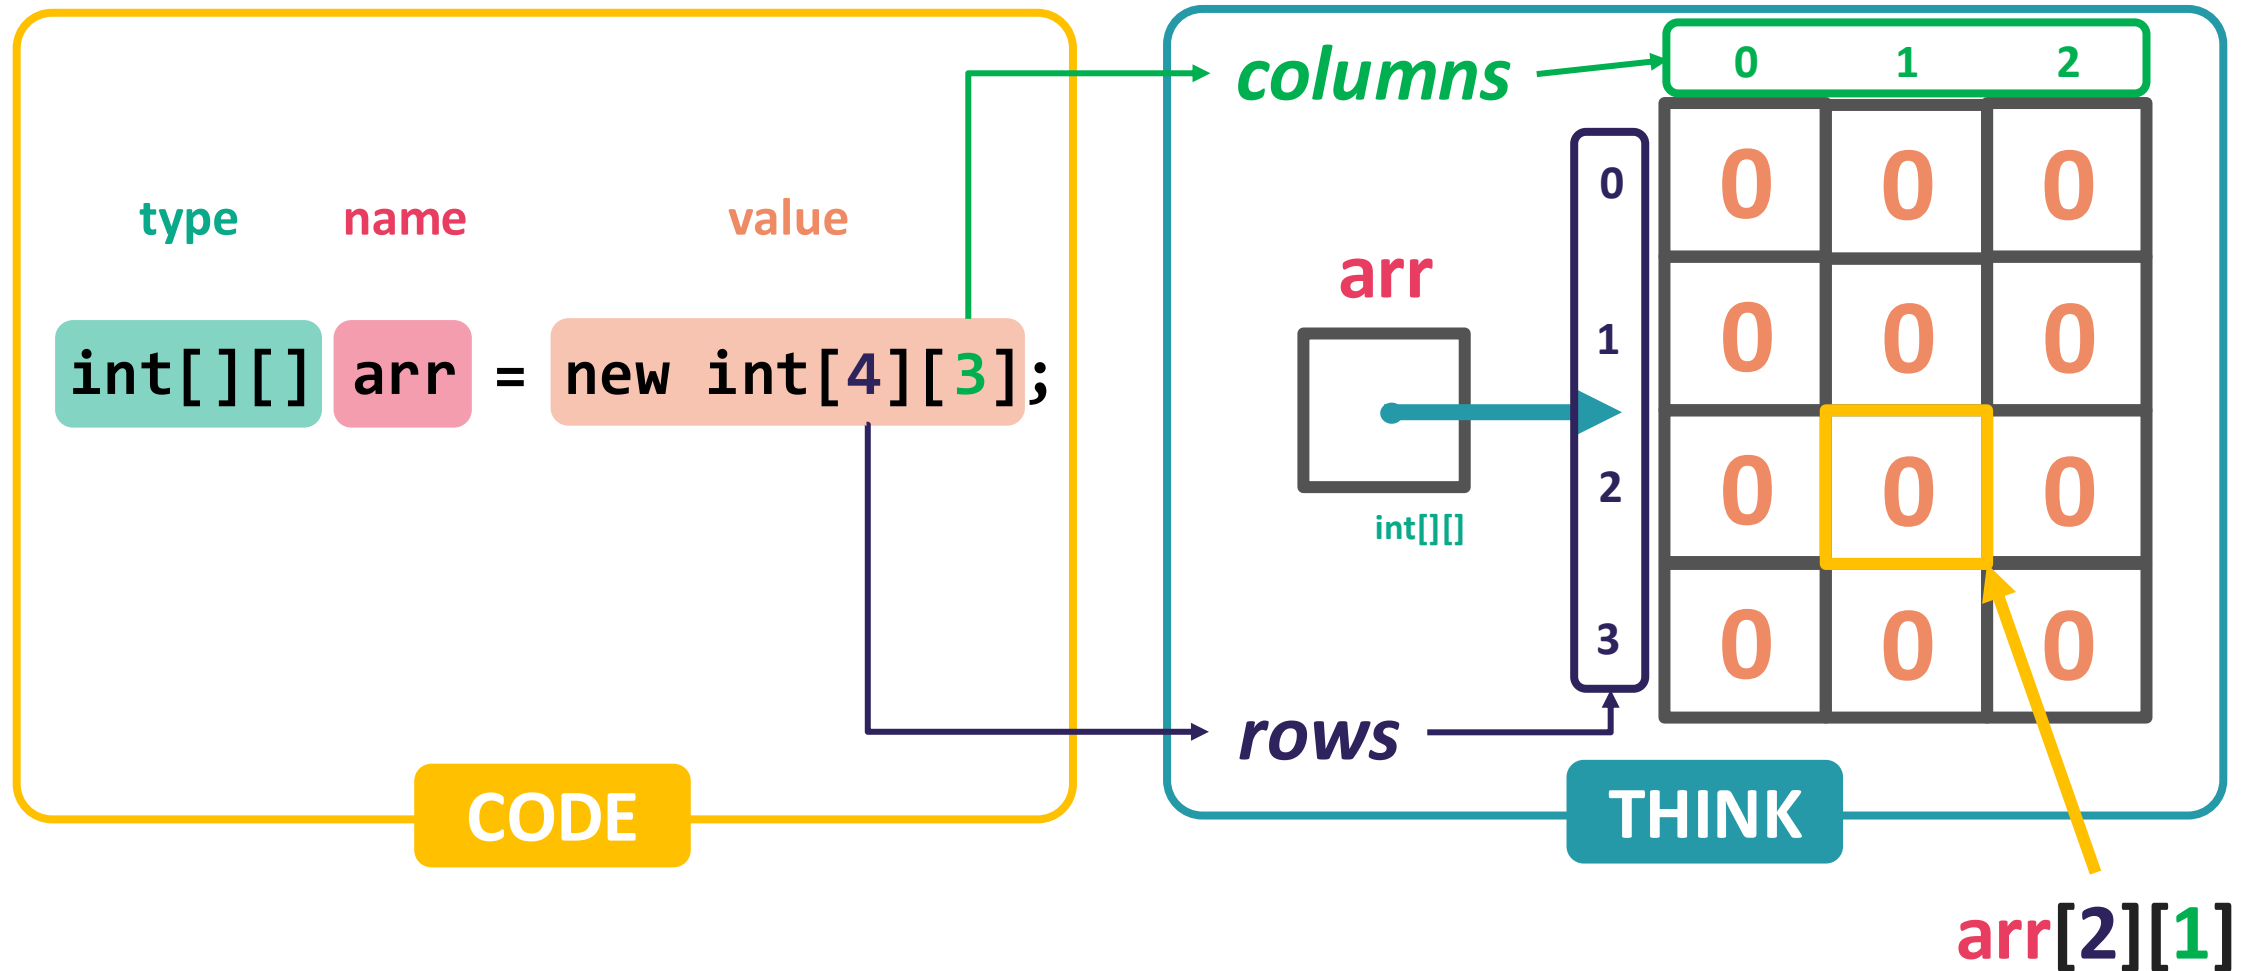 type name value
int[][] arr = new int[4][3];
CODE
columns
0 1 2
arr
int[][]
0 0 0 0
1 0 0 0
2 0 0 0
3 0 0 0
rows
THINK
arr[2][1]